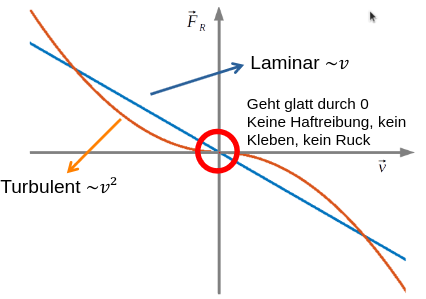 F⃗ R
Laminar ~v
Geht glatt durch 0
Keine Haftreibung, kein
Kleben, kein Ruck
v⃗
Turbulent ~v²